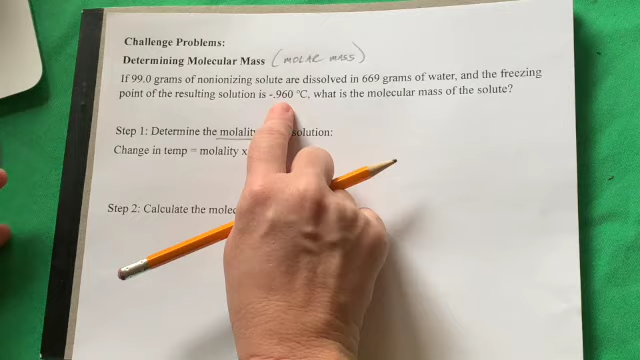 Challenge Problems:
Determining Molecular Mass (MOLAR MASS)
If 99.0 grams of nonionizing solute are dissolved in 669 grams of water, and the freezing
point of the resulting solution is -.960 °C, what is the molecular mass of the solute?
Step 1: Determine the molality solution:
Change in temp = molality x
Step 2: Calculate the